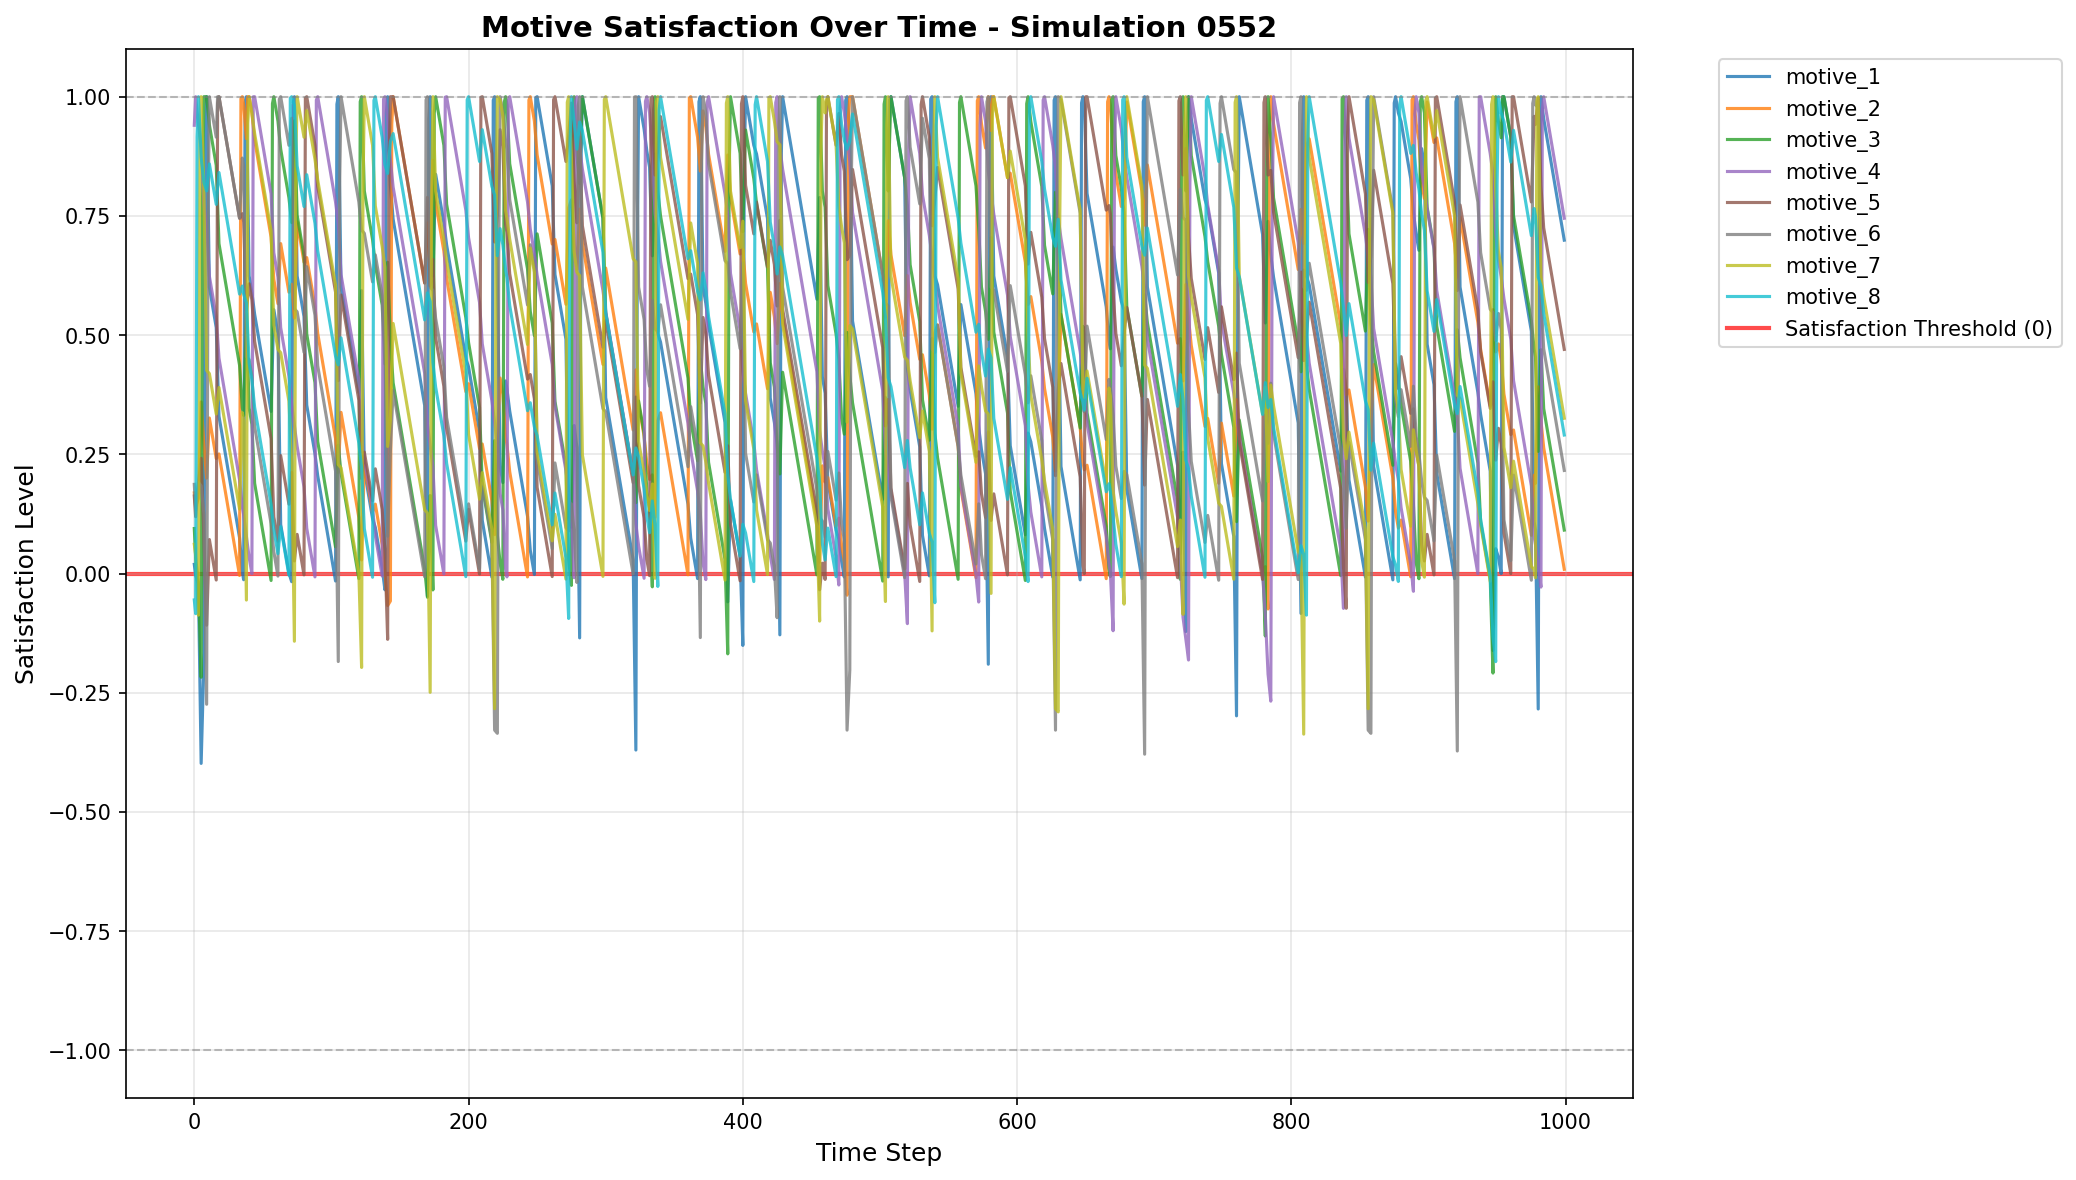 Motive Satisfaction Over Time - Simulation 0552
Satisfaction Level
1.00
0.75
0.50
0.25
0.00
−0.25
−0.50
−0.75
−1.00
0
200
400
600
800
1000
Time Step
motive_1
motive_2
motive_3
motive_4
motive_5
motive_6
motive_7
motive_8
Satisfaction Threshold (0)